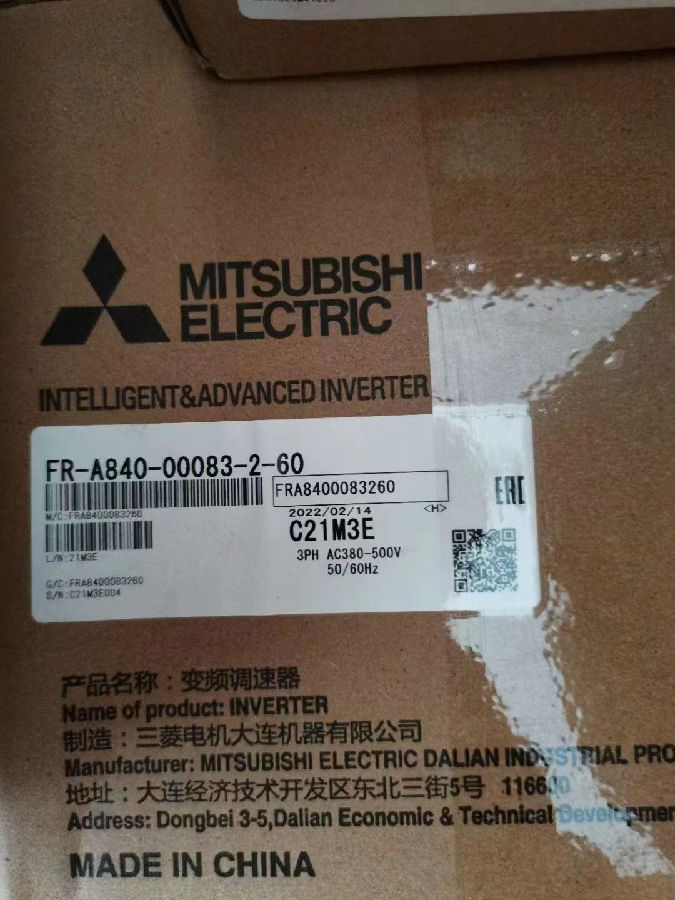 MITSUBISHI
ELECTRIC
INTELLIGENT&ADVANCED INVERTER
FR-A840-00083-2-60
FRA8400083260
M/C:FRA8400083260
2022/02/14 <H>
EAC
C21M3E
L/N:21M3E
3PH AC380-500V
50/60Hz
S/C:FRA8400083260
S/N:C21M3E004
产品名称：变频调速器
Name of product: INVERTER
制造：三菱电机大连机器有限公司
Manufacturer: MITSUBISHI ELECTRIC DALIAN INDUSTRIAL PRO
地址：大连经济技术开发区东北三街5号 116600
Address: Dongbei 3-5,Dalian Economic & Technical Developmen
MADE IN CHINA